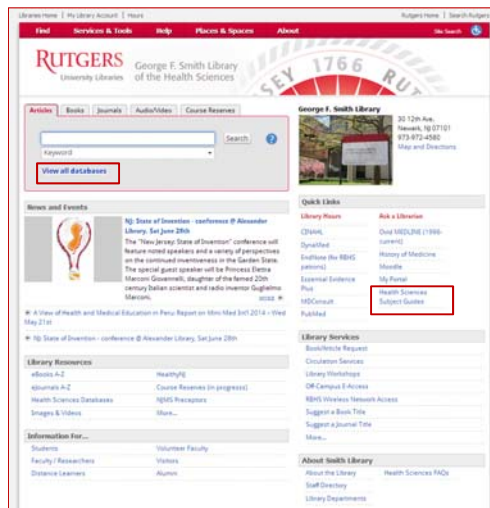 Libraries Home | My Library Account | Hours
Rutgers Home | Search Rutgers
Find Services & Tools Help Places & Spaces About
Site Search
RUTGERS
University Libraries
George F. Smith Library
of the Health Sciences
1766
Articles Books Journals Audio/Video Course Reserves
Search
Keyword
View all databases
George F. Smith Library
30 12th Ave.
Newark, NJ 07101
973-972-4580
Map and Directions
News and Events
NJ: State of Invention - conference @ Alexander
Library. Sat June 28th
The "New Jersey: State of Invention" conference will
feature noted speakers and a variety of perspectives
on the continued inventiveness in the Garden State.
The special guest speaker will be Princess Elettra
Marconi Giovannelli, daughter of the famed 20th
century Italian scientist and radio inventor Guglielmo
Marconi.
MORE
A View of Health and Medical Education in Peru Report on Mini Med Int'l 2014 - Wed
May 21st
NJ: State of Invention - conference @ Alexander Library, Sat June 28th
Quick Links
Library Hours
CINAHL
DynaMed
EndNote (for RBHS
patrons)
Essential Evidence
Plus
MDConsult
PubMed
Ask a Librarian
Ovid MEDLINE (1996-
current)
History of Medicine
Moodle
My Portal
Health Sciences
Subject Guides
Library Resources
eBooks A-Z
eJournals A-Z
Health Sciences Databases
Images & Videos
HealthyNJ
Course Reserves (in progress)
NJMS Preceptors
More...
Library Services
Book/Article Request
Circulation Services
Library Workshops
Off-Campus E-Access
RBHS Wireless Network Access
Suggest a Book Title
Suggest a Journal Title
More...
Information For...
Students
Faculty / Researchers
Distance Learners
Volunteer Faculty
Visitors
Alumni
About Smith Library
About the Library
Staff Directory
Library Departments
Health Sciences FAQs